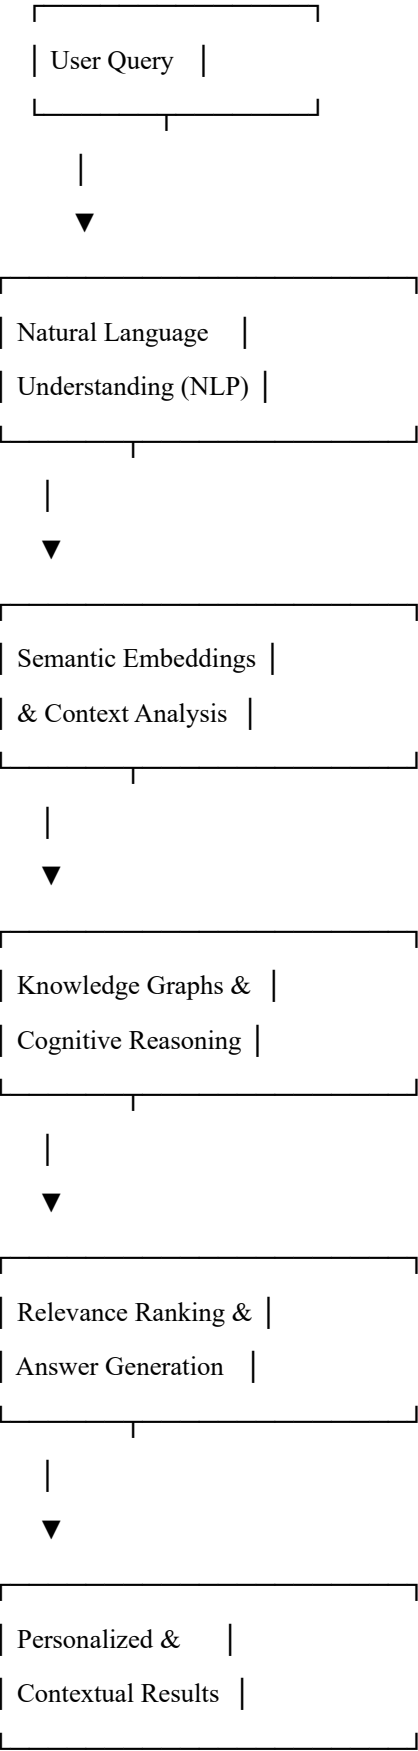 User Query
Natural Language
Understanding (NLP)
Semantic Embeddings
& Context Analysis
Knowledge Graphs &
Cognitive Reasoning
Relevance Ranking &
Answer Generation
Personalized &
Contextual Results